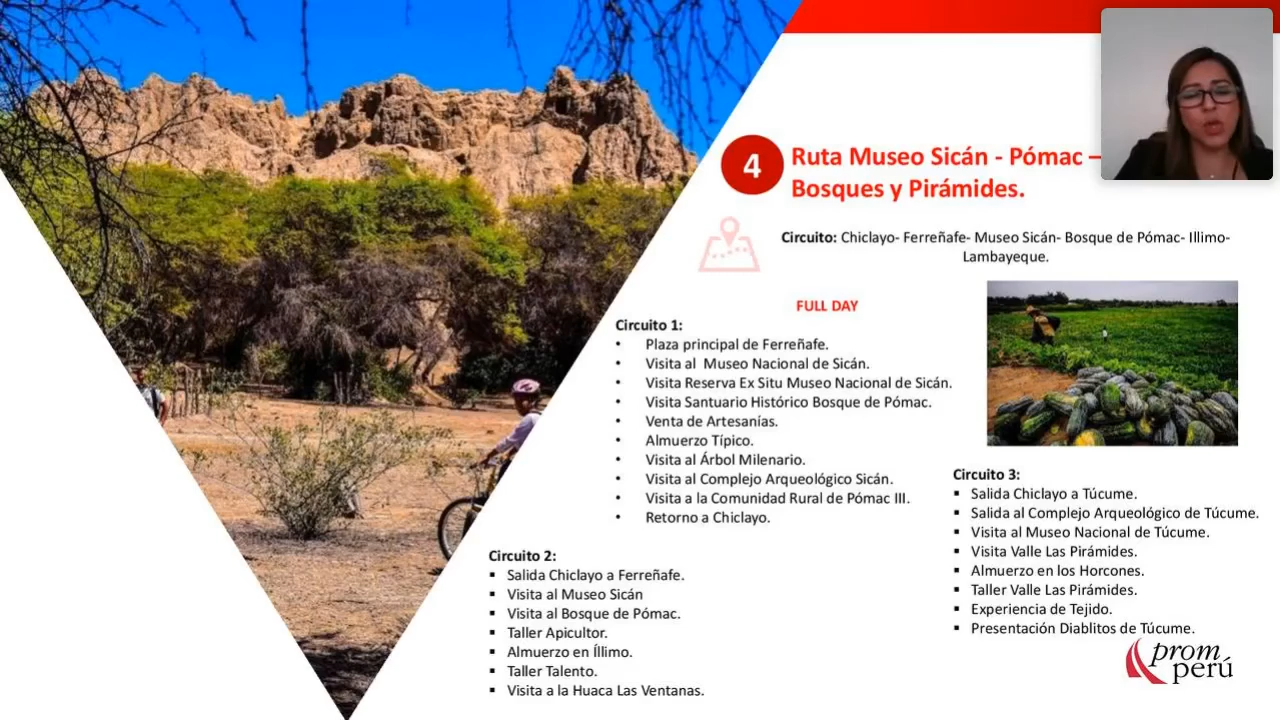 4
Ruta Museo Sicán - Pómac –
Bosques y Pirámides.
Circuito: Chiclayo- Ferreñafe- Museo Sicán- Bosque de Pómac- Illimo-
Lambayeque.
FULL DAY
Circuito 1:
• Plaza principal de Ferreñafe.
• Visita al Museo Nacional de Sicán.
• Visita Reserva Ex Situ Museo Nacional de Sicán.
• Visita Santuario Histórico Bosque de Pómac.
• Venta de Artesanías.
• Almuerzo Típico.
• Visita al Árbol Milenario.
• Visita al Complejo Arqueológico Sicán.
• Visita a la Comunidad Rural de Pómac III.
• Retorno a Chiclayo.
Circuito 2:
▪ Salida Chiclayo a Ferreñafe.
▪ Visita al Museo Sicán
▪ Visita al Bosque de Pómac.
▪ Taller Apicultor.
▪ Almuerzo en Íllimo.
▪ Taller Talento.
▪ Visita a la Huaca Las Ventanas.
Circuito 3:
▪ Salida Chiclayo a Túcume.
▪ Salida al Complejo Arqueológico de Túcume.
▪ Visita al Museo Nacional de Túcume.
▪ Visita Valle Las Pirámides.
▪ Almuerzo en los Horcones.
▪ Taller Valle Las Pirámides.
▪ Experiencia de Tejido.
▪ Presentación Diablitos de Túcume.
prom
perú